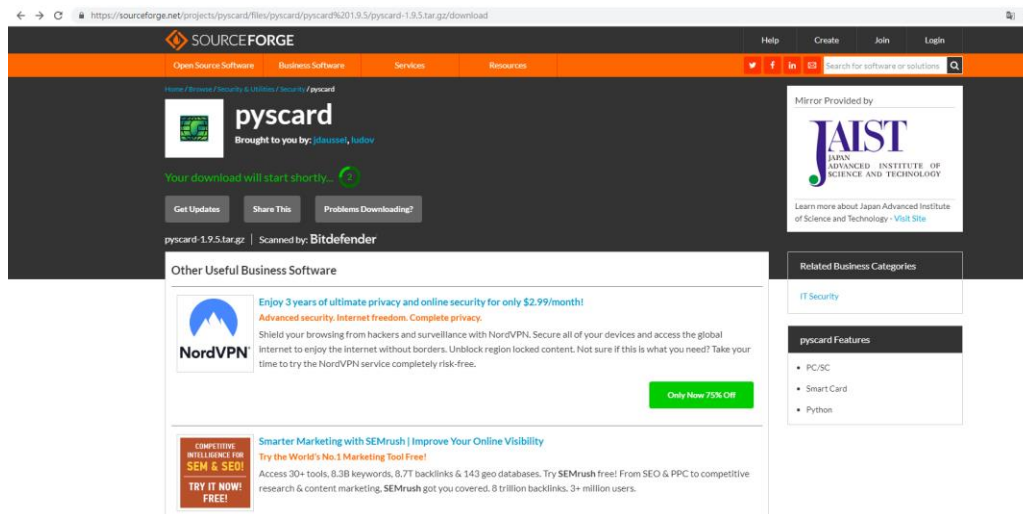 https://sourceforge.net/projects/pyscard/files/pyscard/pyscard%201.9.5/pyscard-1.9.5.tar.gz/download
SOURCEFORGE
Help Create Join Login
Open Source Software Business Software Services Resources
Search for software or solutions
Home / Browse / Security & Utilities / Security / pyscard
pyscard
Brought to you by: jdaussel, ludov
Your download will start shortly... 2
Get Updates Share This Problems Downloading?
pyscard-1.9.5.tar.gz | Scanned by: Bitdefender
Mirror Provided by
JAIST
JAPAN
ADVANCED INSTITUTE OF
SCIENCE AND TECHNOLOGY
Learn more about Japan Advanced Institute
of Science and Technology - Visit Site
Other Useful Business Software
NordVPN
Enjoy 3 years of ultimate privacy and online security for only $2.99/month!
Advanced security. Internet freedom. Complete privacy.
Shield your browsing from hackers and surveillance with NordVPN. Secure all of your devices and access the global
internet to enjoy the internet without borders. Unblock region locked content. Not sure if this is what you need? Take your
time to try the NordVPN service completely risk-free.
Only Now 75% Off
COMPETITIVE
INTELLIGENCE FOR
SEM & SEO!
TRY IT NOW!
FREE!
Smarter Marketing with SEMrush | Improve Your Online Visibility
Try the World's No.1 Marketing Tool Free!
Access 30+ tools, 8.3B keywords, 8.7T backlinks & 143 geo databases. Try SEMrush free! From SEO & PPC to competitive
research & content marketing, SEMrush got you covered. 8 trillion backlinks. 3+ million users.
Related Business Categories
IT Security
pyscard Features
• PC/SC
• Smart Card
• Python